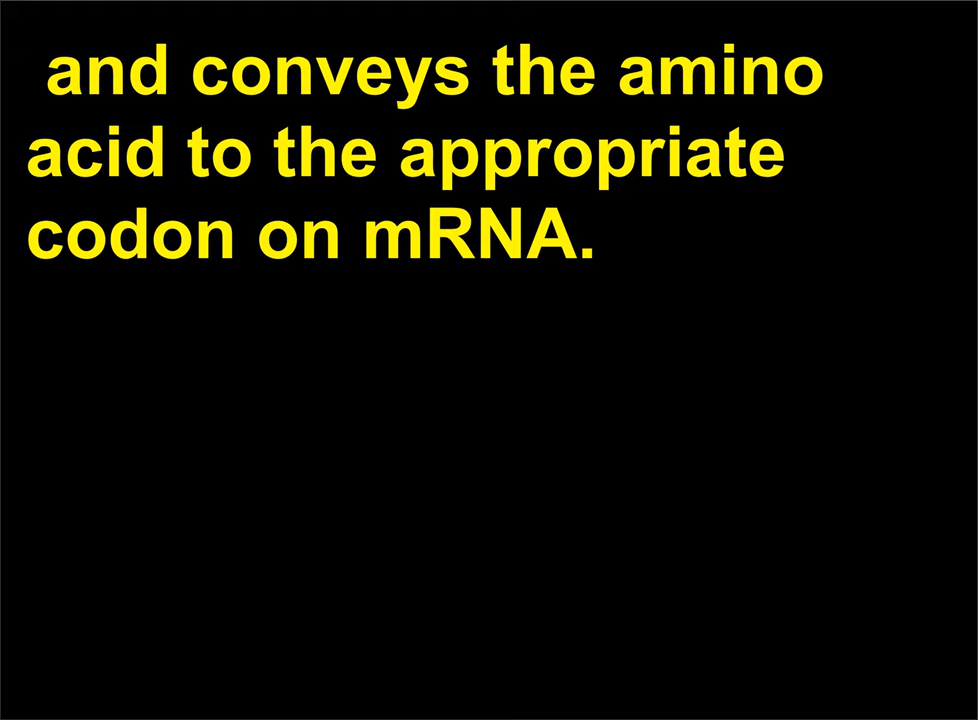 and conveys the amino
acid to the appropriate
codon on mRNA.